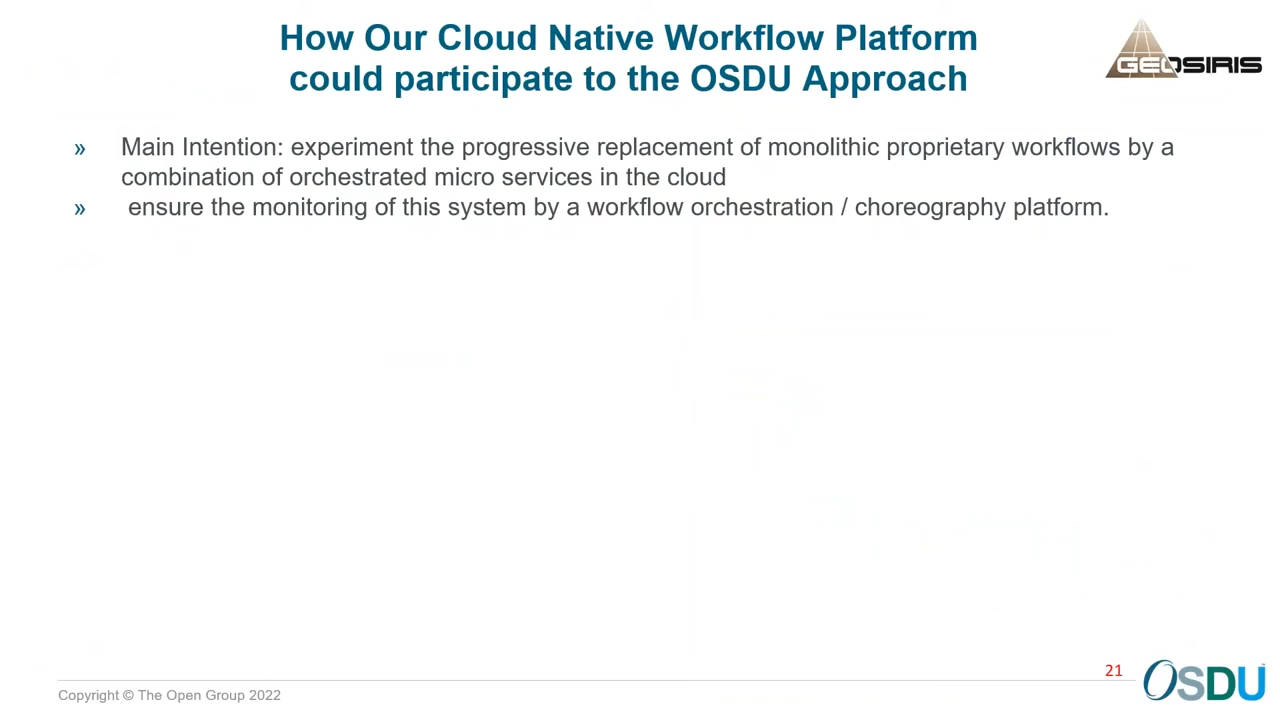 How Our Cloud Native Workflow Platform
could participate to the OSDU Approach
GEOSIRIS
» Main Intention: experiment the progressive replacement of monolithic proprietary workflows by a
combination of orchestrated micro services in the cloud
» ensure the monitoring of this system by a workflow orchestration / choreography platform.
21
Copyright © The Open Group 2022
OSDU™